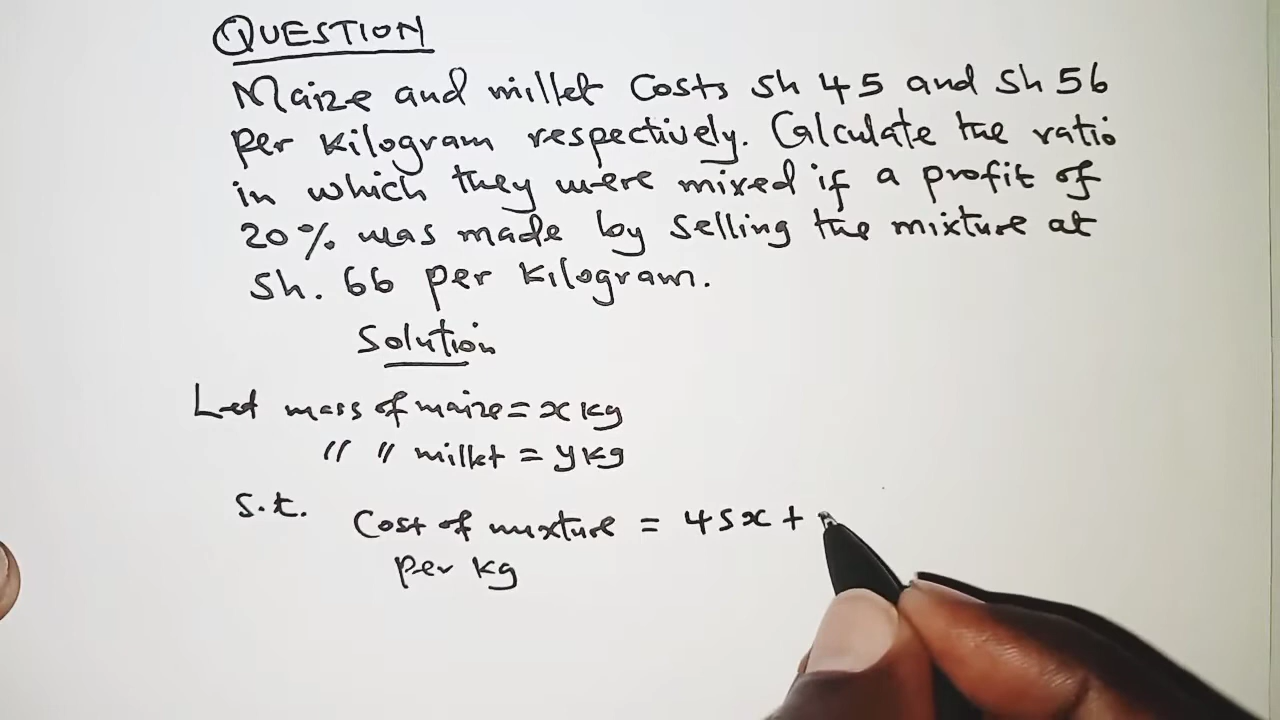 QUESTION
Maize and millet Costs Sh 45 and Sh 56
per kilogram respectively. Calculate the ratio
in which they were mixed if a profit of
20% was made by selling the mixture at
Sh. 66 per kilogram.
Solution
Let mass of maize = x kg
" " millet = y kg
s.t. Cost of mixture = 45x +
per kg